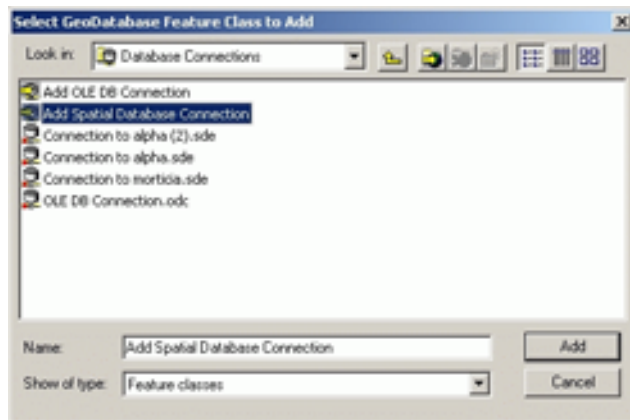 Select GeoDatabase Feature Class to Add
Look in: Database Connections
Add OLE DB Connection
Add Spatial Database Connection
Connection to alpha (2).sde
Connection to alpha.sde
Connection to morticia.sde
OLE DB Connection.odc
Name: Add Spatial Database Connection Add
Show of type: Feature classes Cancel